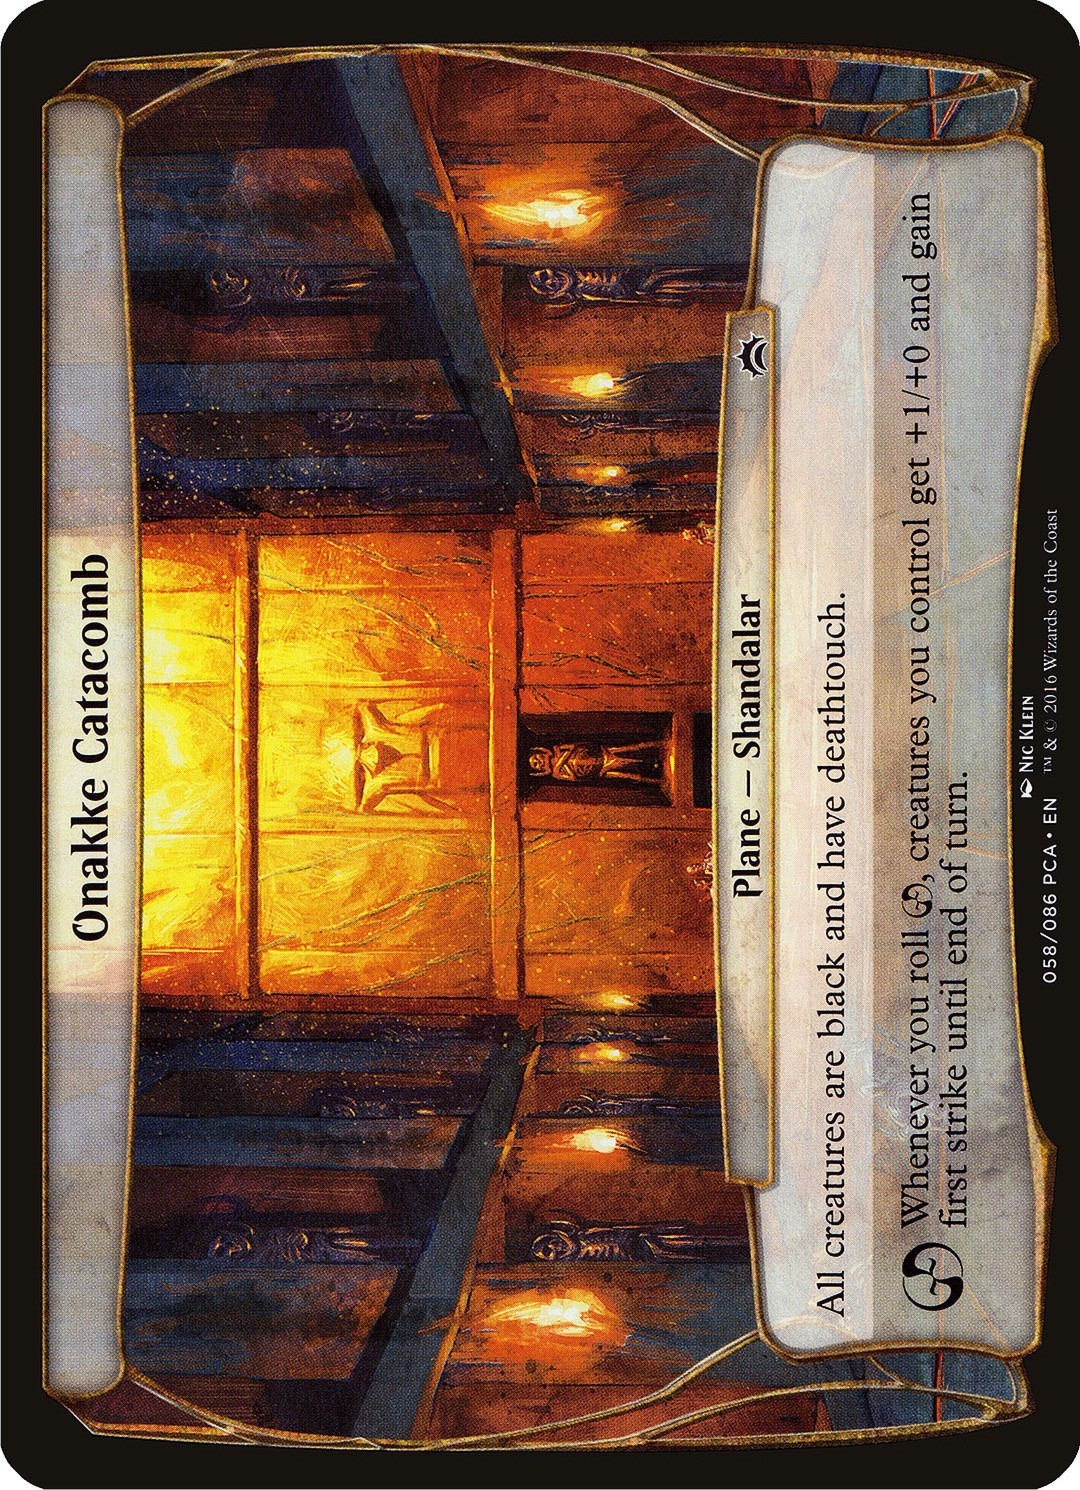 Onakke Catacomb
Plane — Shandalar
All creatures are black and have deathtouch.
Whenever you roll , creatures you control get +1/+0 and gain
first strike until end of turn.
NIC KLEIN
058/086 PCA • EN ™ & © 2016 Wizards of the Coast